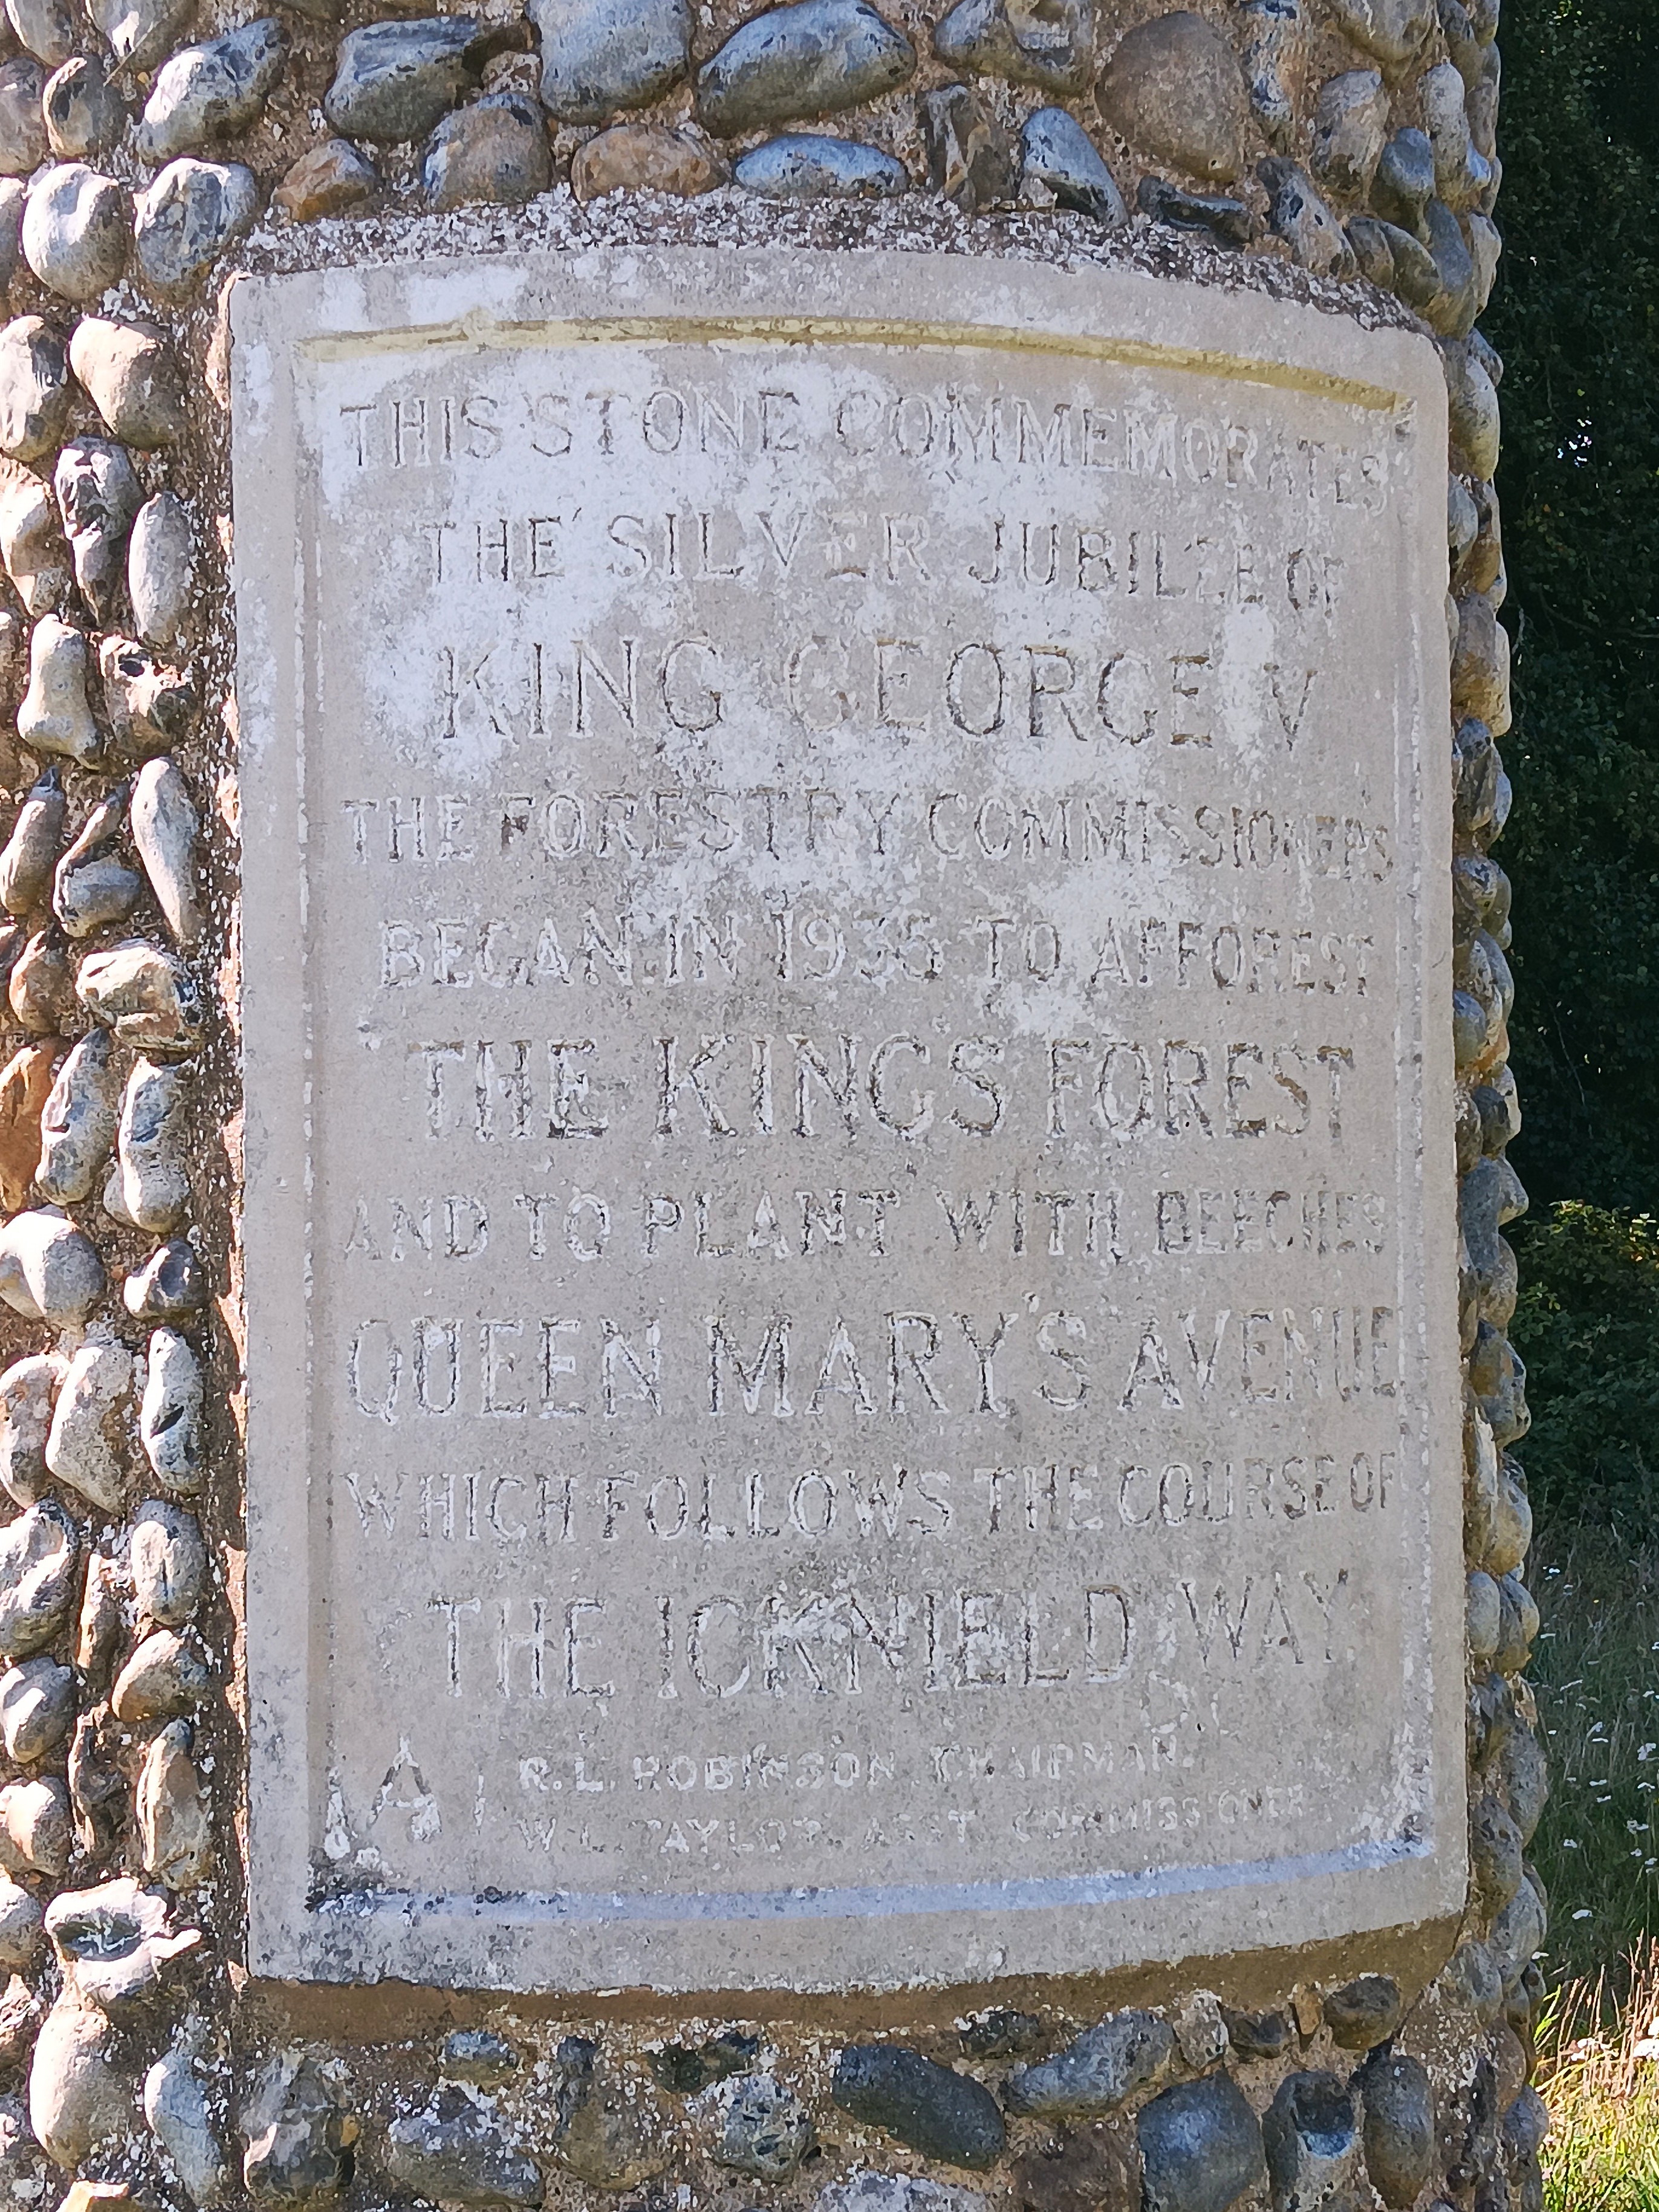 THIS STONE COMMEMORATES
THE SILVER JUBILEE OF
KING GEORGE V
THE FORESTRY COMMISSIONERS
BEGAN IN 1935 TO AFFOREST
THE KING'S FOREST
AND TO PLANT WITH BEECHES
QUEEN MARY'S AVENUE
WHICH FOLLOWS THE COURSE OF
THE ICKNIELD WAY
R.L. ROBINSON CHAIRMAN.
W.L. TAYLOR ASST. COMMISSIONER